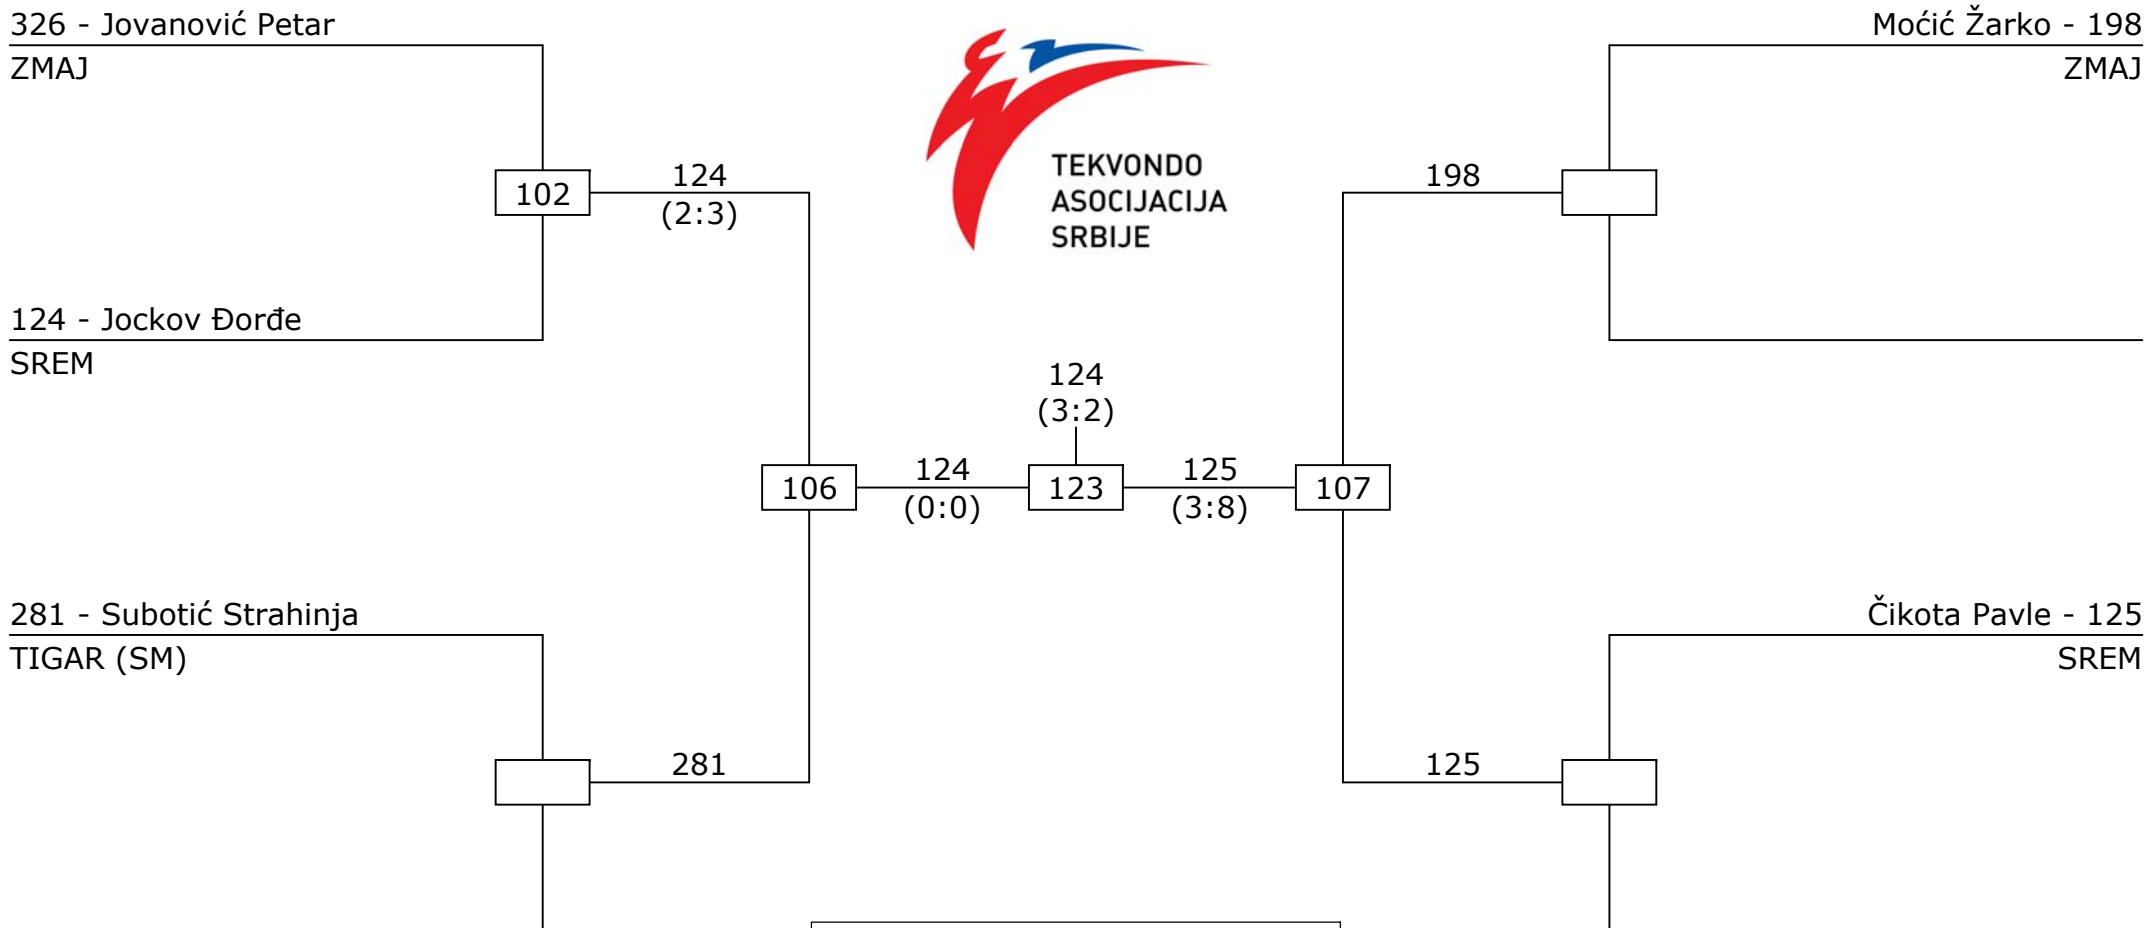 326 - Jovanović Petar
ZMAJ
Moćić Žarko - 198
ZMAJ
TEKVONDO
ASOCIJACIJA
SRBIJE
102
124
(2:3)
198
124 - Jockov Đorđe
SREM
124
(3:2)
106
124
(0:0)
123
125
(3:8)
107
281 - Subotić Strahinja
TIGAR (SM)
Čikota Pavle - 125
SREM
281
125